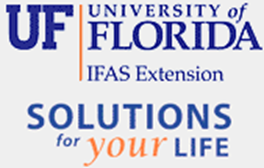 UF UNIVERSITY of
FLORIDA
IFAS Extension
SOLUTIONS
for your LIFE